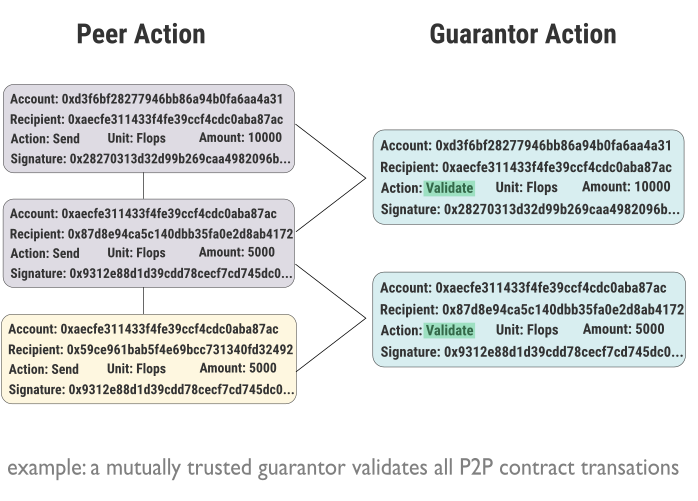 Peer Action
Guarantor Action
Account: 0xd3f6bf28277946bb86a94b0fa6aa4a31
Recipient: 0xaecfe311433f4fe39ccf4cdc0aba87ac
Action: Send Unit: Flops Amount: 10000
Signature: 0x28270313d32d99b269caa4982096b...
Account: 0xaecfe311433f4fe39ccf4cdc0aba87ac
Recipient: 0x87d8e94ca5c140dbb35fa0e2d8ab4172
Action: Send Unit: Flops Amount: 5000
Signature: 0x9312e88d1d39cdd78cecf7cd745dc0...
Account: 0xaecfe311433f4fe39ccf4cdc0aba87ac
Recipient: 0x59ce961bab5f4e69bcc731340fd32492
Action: Send Unit: Flops Amount: 5000
Signature: 0x9312e88d1d39cdd78cecf7cd745dc0...
Account: 0xd3f6bf28277946bb86a94b0fa6aa4a31
Recipient: 0xaecfe311433f4fe39ccf4cdc0aba87ac
Action: Validate Unit: Flops Amount: 10000
Signature: 0x28270313d32d99b269caa4982096b...
Account: 0xaecfe311433f4fe39ccf4cdc0aba87ac
Recipient: 0x87d8e94ca5c140dbb35fa0e2d8ab4172
Action: Validate Unit: Flops Amount: 5000
Signature: 0x9312e88d1d39cdd78cecf7cd745dc0...
example: a mutually trusted guarantor validates all P2P contract transations